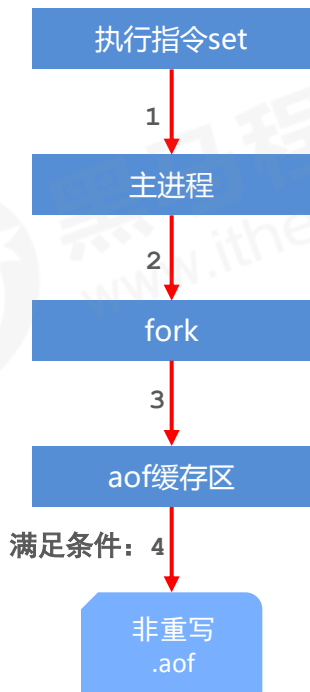 执行指令set
1
主进程
2
fork
3
aof缓存区
满足条件：4
非重写
.aof